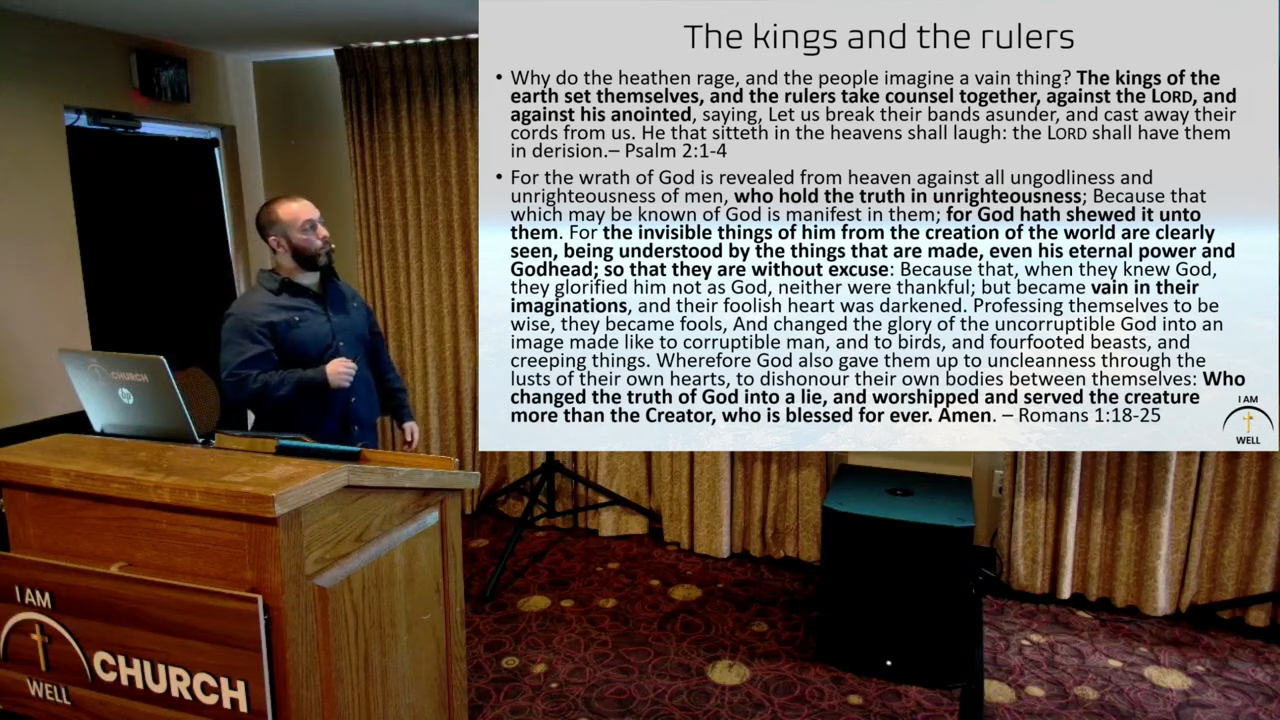 The kings and the rulers
• Why do the heathen rage, and the people imagine a vain thing? The kings of the
earth set themselves, and the rulers take counsel together, against the LORD, and
against his anointed, saying, Let us break their bands asunder, and cast away their
cords from us. He that sitteth in the heavens shall laugh: the LORD shall have them
in derision.– Psalm 2:1-4
• For the wrath of God is revealed from heaven against all ungodliness and
unrighteousness of men, who hold the truth in unrighteousness; Because that
which may be known of God is manifest in them; for God hath shewed it unto
them. For the invisible things of him from the creation of the world are clearly
seen, being understood by the things that are made, even his eternal power and
Godhead; so that they are without excuse: Because that, when they knew God,
they glorified him not as God, neither were thankful; but became vain in their
imaginations, and their foolish heart was darkened. Professing themselves to be
wise, they became fools, And changed the glory of the uncorruptible God into an
image made like to corruptible man, and to birds, and fourfooted beasts, and
creeping things. Wherefore God also gave them up to uncleanness through the
lusts of their own hearts, to dishonour their own bodies between themselves: Who
changed the truth of God into a lie, and worshipped and served the creature
more than the Creator, who is blessed for ever. Amen. – Romans 1:18-25
I AM
WELL
CHURCH
hp
I AM
CHURCH
WELL